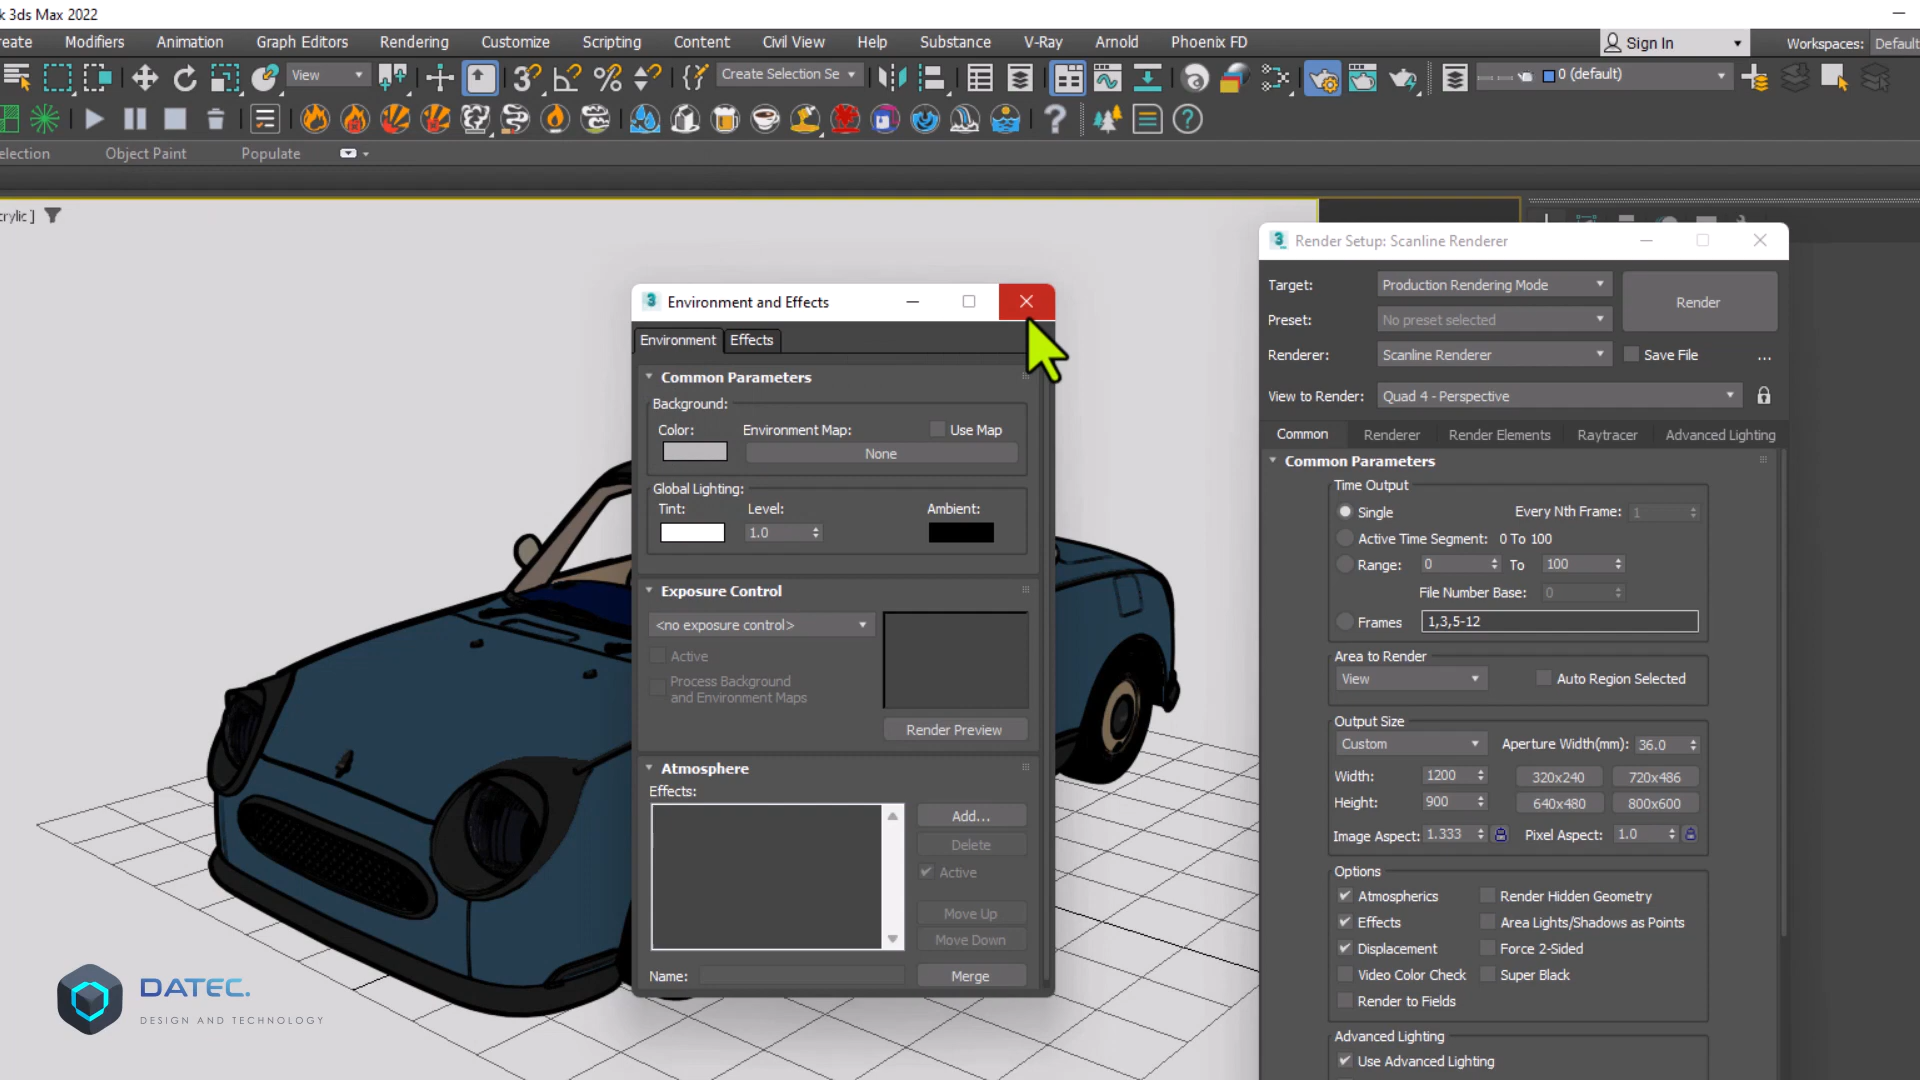 k 3ds Max 2022
reate Modifiers Animation Graph Editors Rendering Customize Scripting Content Civil View Help Substance V-Ray Arnold Phoenix FD Sign In Workspaces: Default
View Create Selection Se 0 (default)
election Object Paint Populate
crylic ]
Environment and Effects
Environment Effects
Common Parameters
Background:
Color: Environment Map: Use Map
None
Global Lighting:
Tint: Level: Ambient:
1.0
Exposure Control
<no exposure control>
Active
Process Background
and Environment Maps
Render Preview
Atmosphere
Effects:
Add...
Delete
Active
Move Up
Move Down
Name: Merge
Render Setup: Scanline Renderer
Target: Production Rendering Mode Render
Preset: No preset selected
Renderer: Scanline Renderer Save File ...
View to Render: Quad 4 - Perspective
Common Renderer Render Elements Raytracer Advanced Lighting
Common Parameters
Time Output
Single Every Nth Frame: 1
Active Time Segment: 0 To 100
Range: 0 To 100
File Number Base: 0
Frames 1,3,5-12
Area to Render
View Auto Region Selected
Output Size
Custom Aperture Width(mm): 36.0
Width: 1200 320x240 720x486
Height: 900 640x480 800x600
Image Aspect: 1.333 Pixel Aspect: 1.0
Options
Atmospherics Render Hidden Geometry
Effects Area Lights/Shadows as Points
Displacement Force 2-Sided
Video Color Check Super Black
Render to Fields
Advanced Lighting
Use Advanced Lighting
DATEC.
DESIGN AND TECHNOLOGY